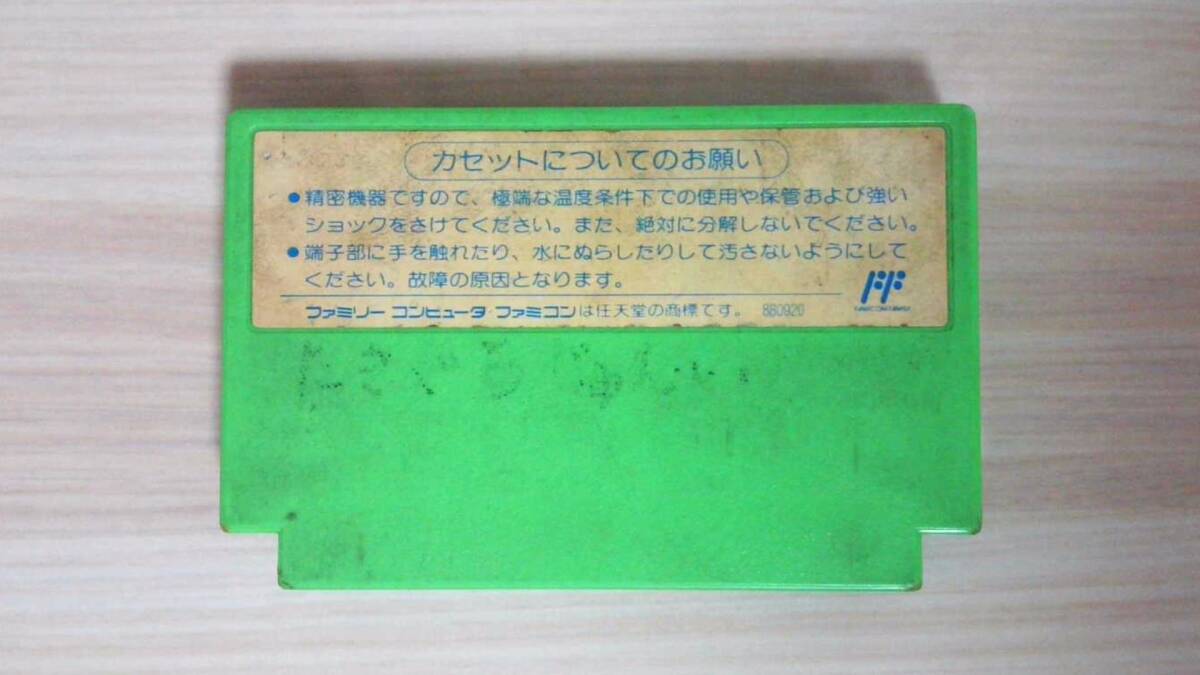 カセットについてのお願い
●精密機器ですので、極端な温度条件下での使用や保管および強い
ショックをさけてください。また、絶対に分解しないでください。
●端子部に手を触れたり、水にぬらしたりして汚さないようにして
ください。故障の原因となります。
ファミリー コンピュータ・ファミコンは任天堂の商標です。 880920